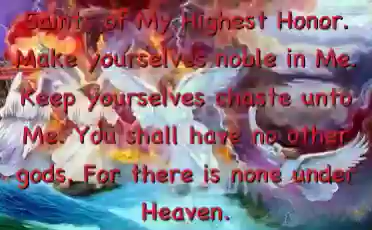 Saints of My Highest Honor.
Make yourselves noble in Me.
Keep yourselves chaste unto
Me. You shall have no other
gods. For there is none under
Heaven.